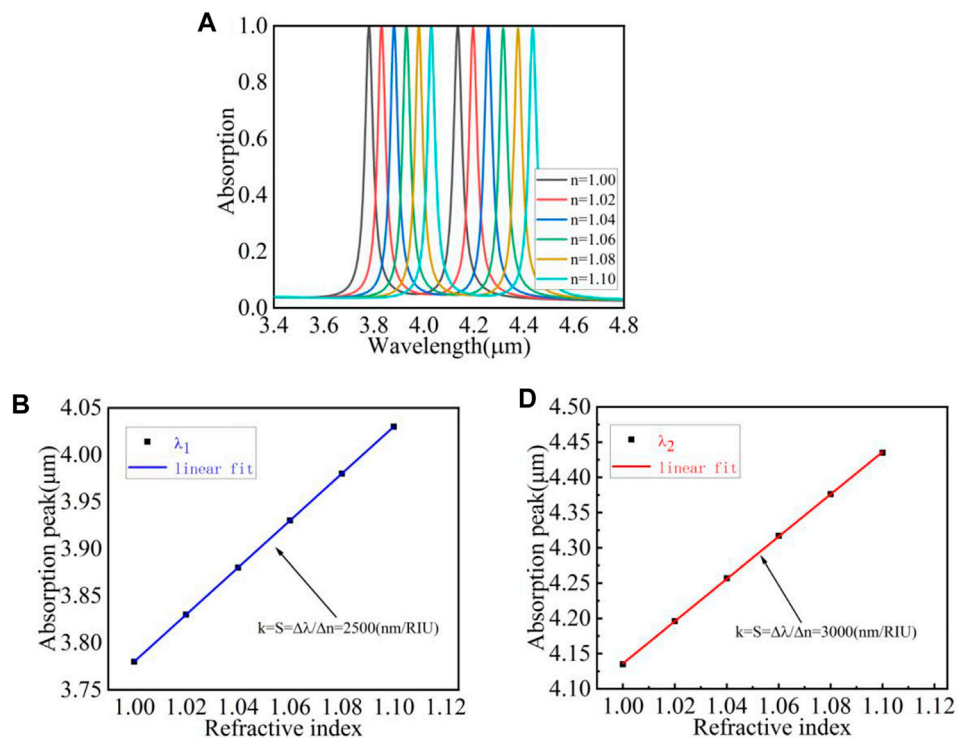 A
1.0
0.8
0.6
0.4
0.2
0.0
Absorption
n=1.00
n=1.02
n=1.04
n=1.06
n=1.08
n=1.10
3.4 3.6 3.8 4.0 4.2 4.4 4.6 4.8
Wavelength(μm)
B
4.05
4.00
3.95
3.90
3.85
3.80
3.75
Absorption peak(μm)
λ1
linear fit
k=S=Δλ/Δn=2500(nm/RIU)
1.00 1.02 1.04 1.06 1.08 1.10 1.12
Refractive index
D
4.50
4.45
4.40
4.35
4.30
4.25
4.20
4.15
4.10
Absorption peak(μm)
λ2
linear fit
k=S=Δλ/Δn=3000(nm/RIU)
1.00 1.02 1.04 1.06 1.08 1.10 1.12
Refractive index